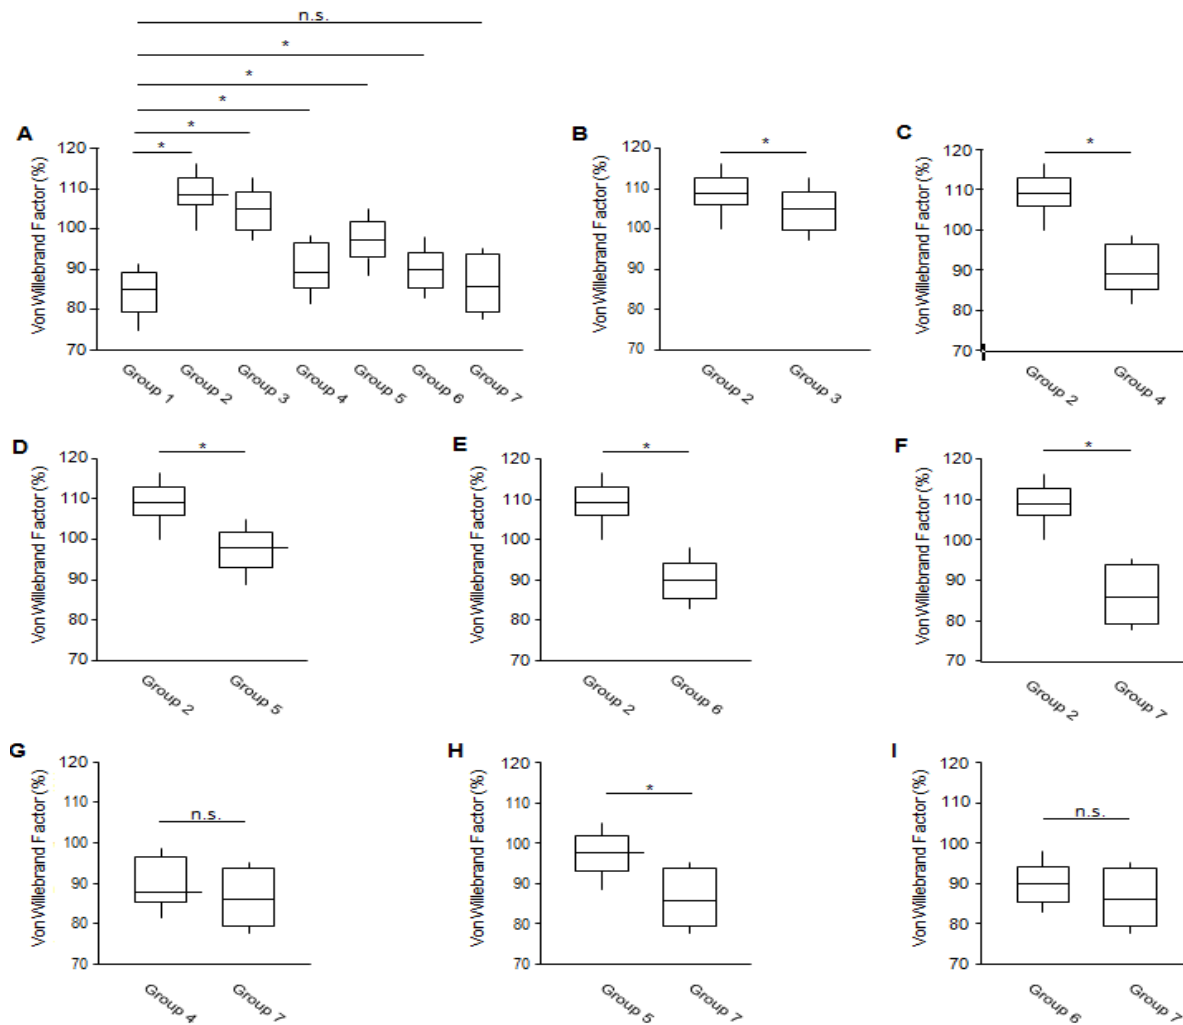 n.s.
*
*
*
*
*
A
Von Willebrand Factor (%)
120
110
100
90
80
70
Group 1
Group 2
Group 3
Group 4
Group 5
Group 6
Group 7
B
*
Von Willebrand Factor (%)
120
110
100
90
80
70
Group 2
Group 3
C
*
Von Willebrand Factor (%)
120
110
100
90
80
70
Group 2
Group 4
D
*
Von Willebrand Factor (%)
120
110
100
90
80
70
Group 2
Group 5
E
*
Von Willebrand Factor (%)
120
110
100
90
80
70
Group 2
Group 6
F
*
Von Willebrand Factor (%)
120
110
100
90
80
70
Group 2
Group 7
G
n.s.
Von Willebrand Factor (%)
120
110
100
90
80
70
Group 4
Group 7
H
*
Von Willebrand Factor (%)
120
110
100
90
80
70
Group 5
Group 7
I
n.s.
Von Willebrand Factor (%)
120
110
100
90
80
70
Group 6
Group 7